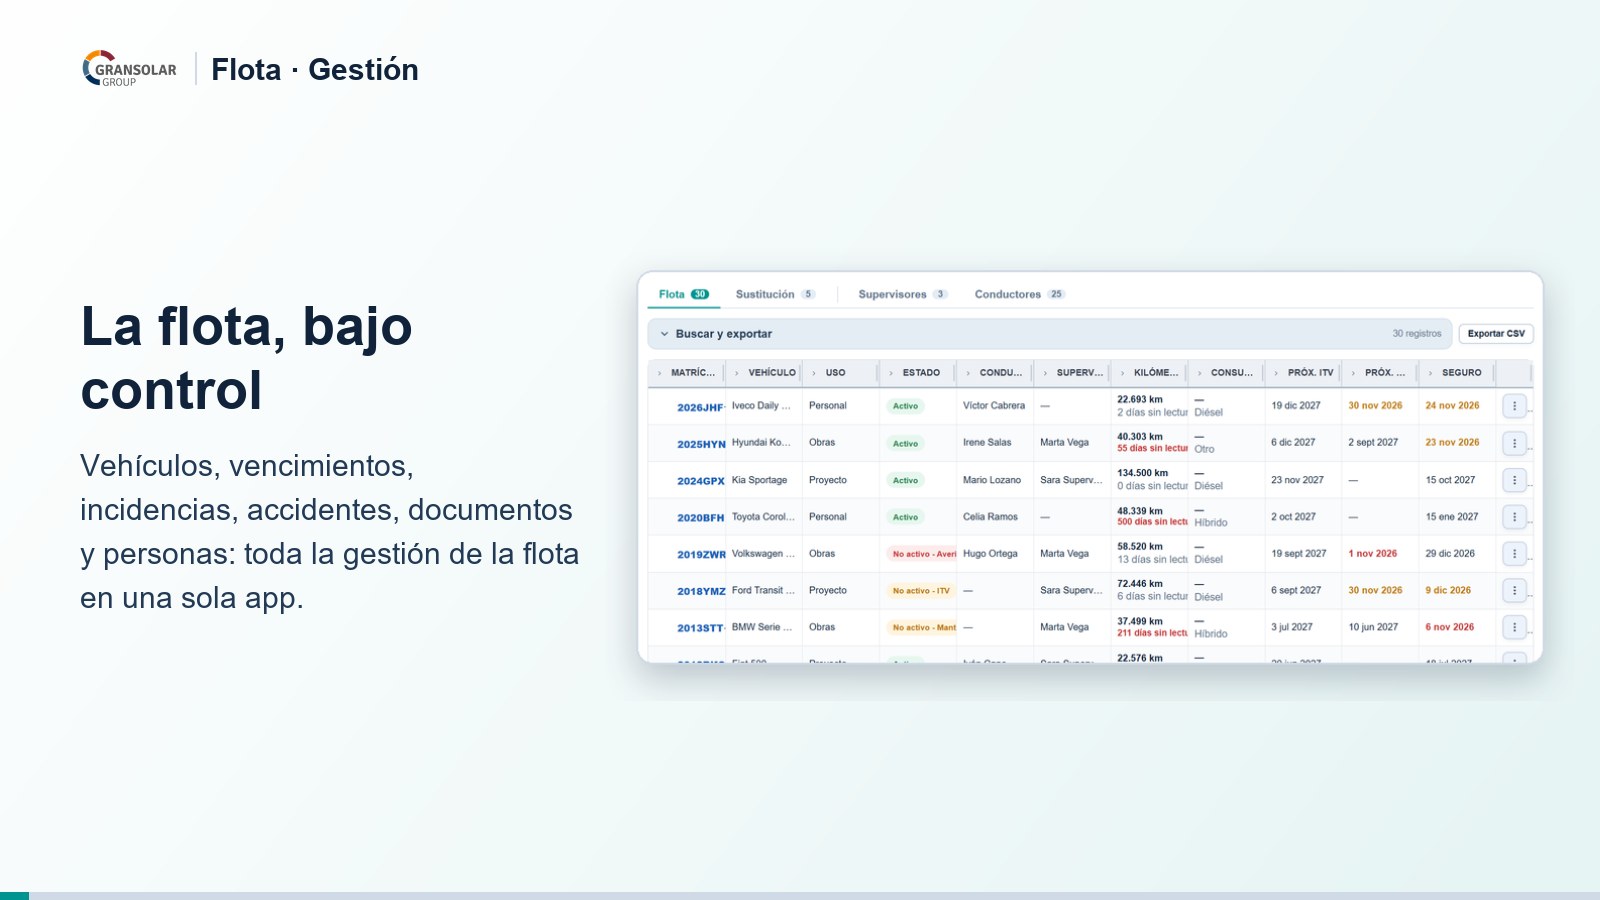 GRANSOLAR
GROUP
Flota · Gestión
La flota, bajo
control
Vehículos, vencimientos,
incidencias, accidentes, documentos
y personas: toda la gestión de la flota
en una sola app.
Flota 30 Sustitución 5 Supervisores 3 Conductores 25
Buscar y exportar 30 registros Exportar CSV
MATRÍC... VEHÍCULO USO ESTADO CONDU... SUPERV... KILÓME... CONSU... PRÓX. ITV PRÓX. ... SEGURO
2026JHF Iveco Daily ... Personal Activo Víctor Cabrera — 22.693 km — 19 dic 2027 30 nov 2026 24 nov 2026
2 días sin lectur Diésel
2025HYN Hyundai Ko... Obras Activo Irene Salas Marta Vega 40.303 km — 6 dic 2027 2 sept 2027 23 nov 2026
55 días sin lectur Otro
2024GPX Kia Sportage Proyecto Activo Mario Lozano Sara Superv... 134.500 km — 23 nov 2027 — 15 oct 2027
0 días sin lectur Diésel
2020BFH Toyota Corol... Personal Activo Celia Ramos — 48.339 km — 2 oct 2027 — 15 ene 2027
500 días sin lectu Híbrido
2019ZWR Volkswagen ... Obras No activo - Averi Hugo Ortega Marta Vega 58.520 km — 19 sept 2027 1 nov 2026 29 dic 2026
13 días sin lectu Diésel
2018YMZ Ford Transit ... Proyecto No activo - ITV — Sara Superv... 72.446 km — 6 sept 2027 30 nov 2026 9 dic 2026
6 días sin lectur Diésel
2013STT BMW Serie ... Obras No activo - Mant — Marta Vega 37.499 km — 3 jul 2027 10 jun 2027 6 nov 2026
211 días sin lectu Híbrido
22.576 km —